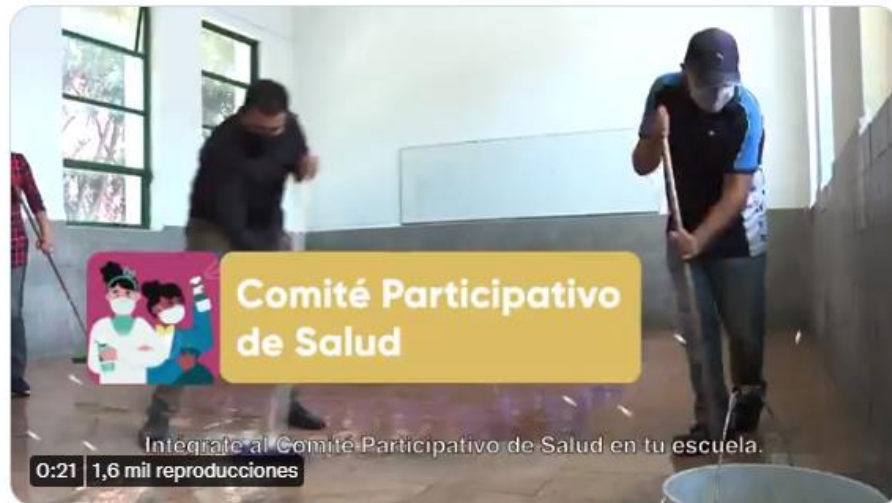 Comité Participativo
de Salud
Intégrate al Comité Participativo de Salud en tu escuela.
0:21 1,6 mil reproducciones